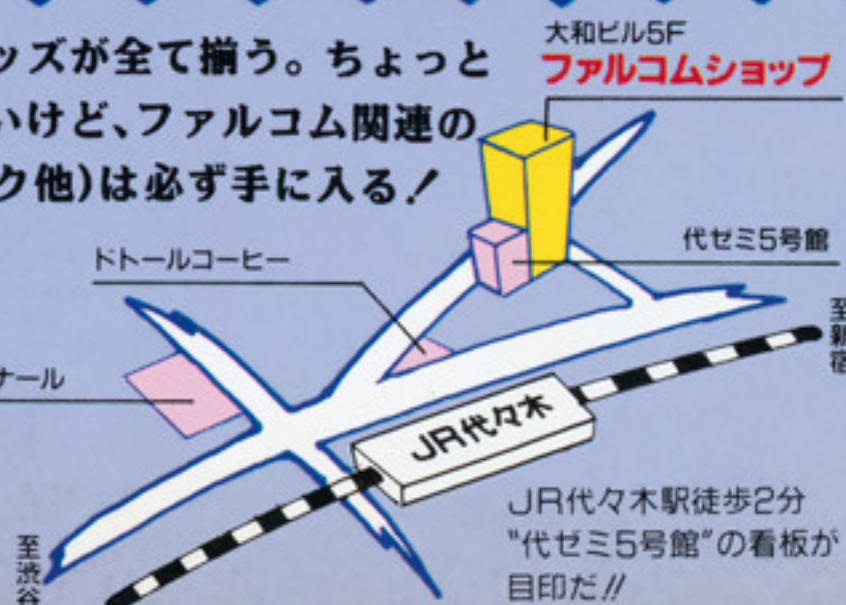 ッズが全て揃う。ちょっと
いけど、ファルコム関連の
ク他)は必ず手に入る!
大和ビル5F
ファルコムショップ
代ゼミ5号館
ドトールコーヒー
ナール
至新宿
JR代々木
至渋谷
JR代々木駅徒歩2分
"代ゼミ5号館"の看板が
目印だ!!